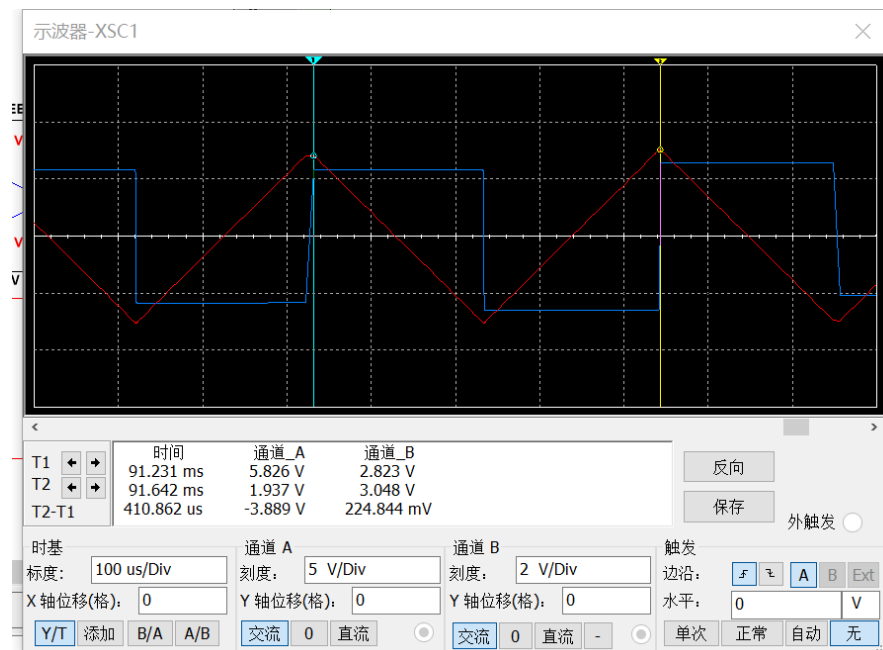 示波器-XSC1
EE
V
V
V
时间 通道_A 通道_B
T1 91.231 ms 5.826 V 2.823 V
T2 91.642 ms 1.937 V 3.048 V
T2-T1 410.862 us -3.889 V 224.844 mV
反向
保存
外触发
时基
标度: 100 us/Div
X 轴位移(格): 0
Y/T 添加 B/A A/B
通道 A
刻度: 5 V/Div
Y 轴位移(格): 0
交流 0 直流
通道 B
刻度: 2 V/Div
Y 轴位移(格): 0
交流 0 直流 -
触发
边沿: A B Ext
水平: 0 V
单次 正常 自动 无